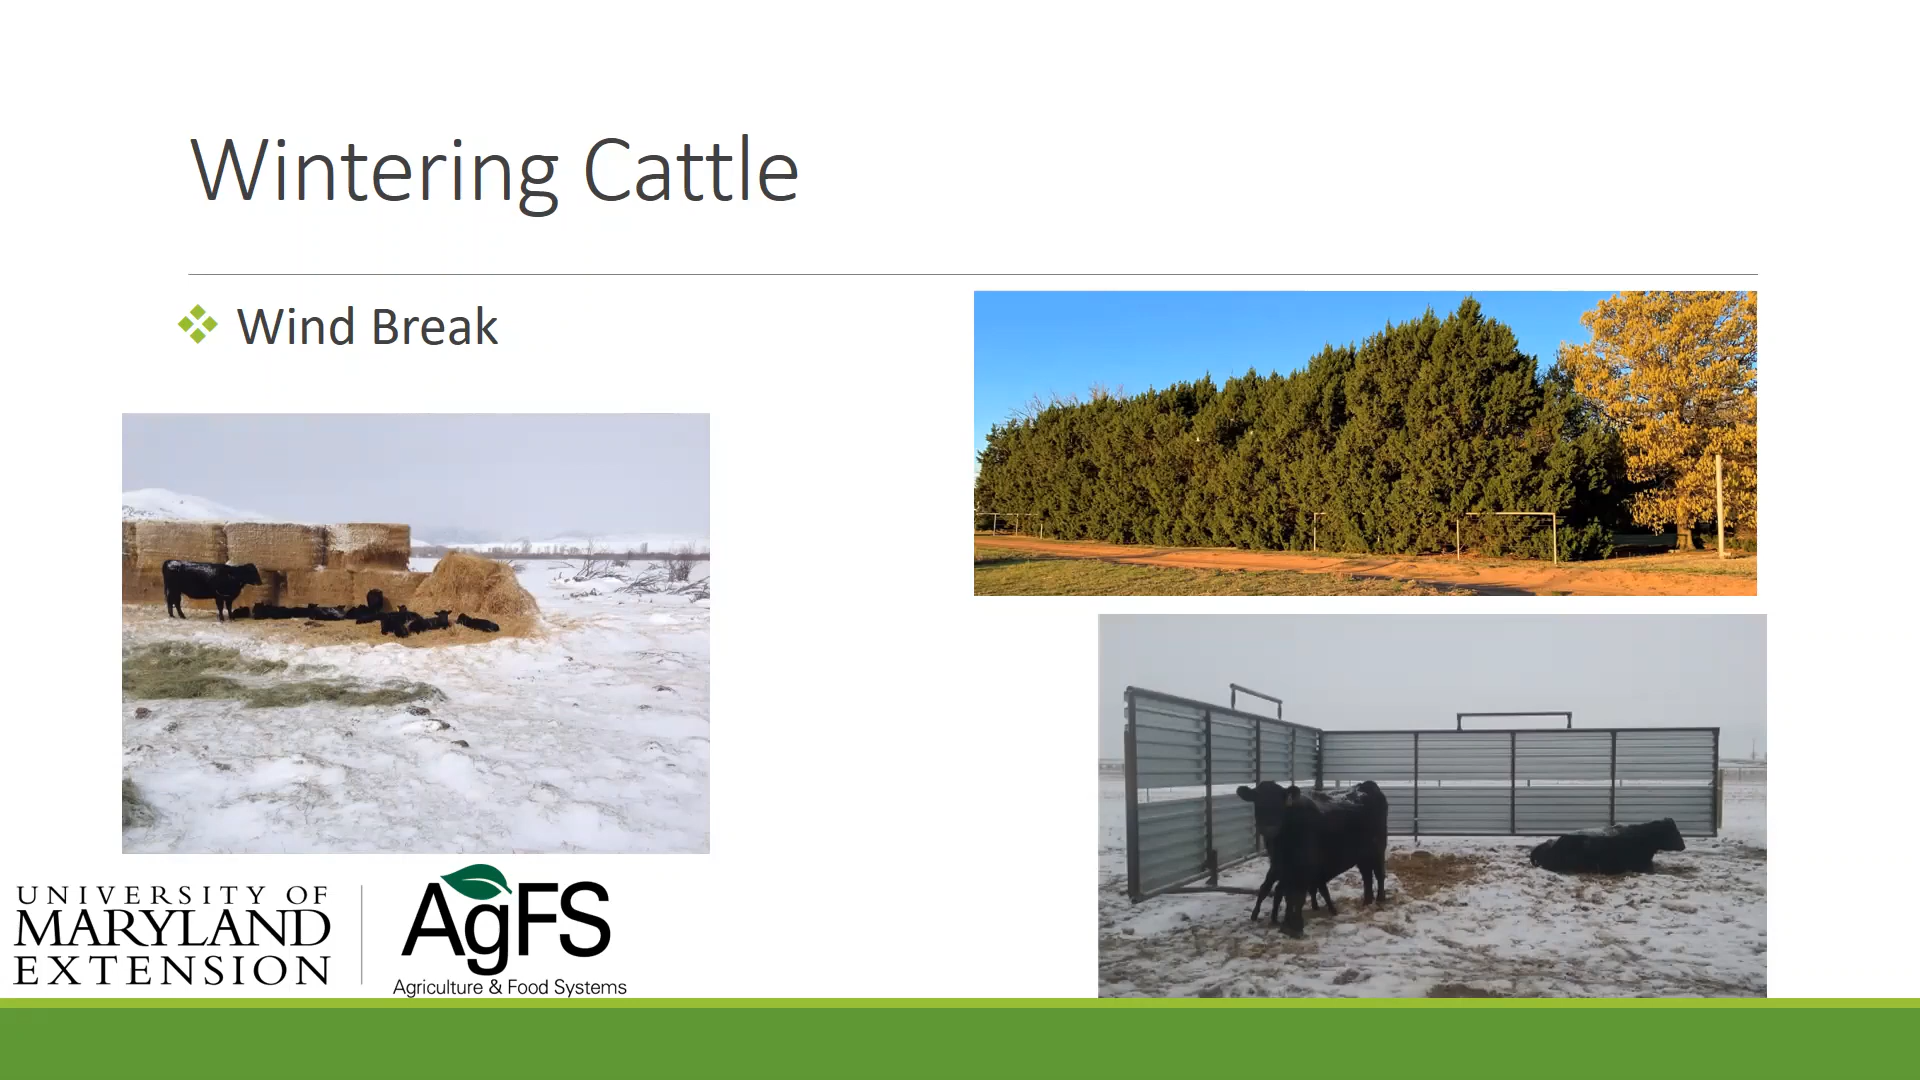 Wintering Cattle
Wind Break
UNIVERSITY OF
MARYLAND
EXTENSION
AgFS
Agriculture & Food Systems